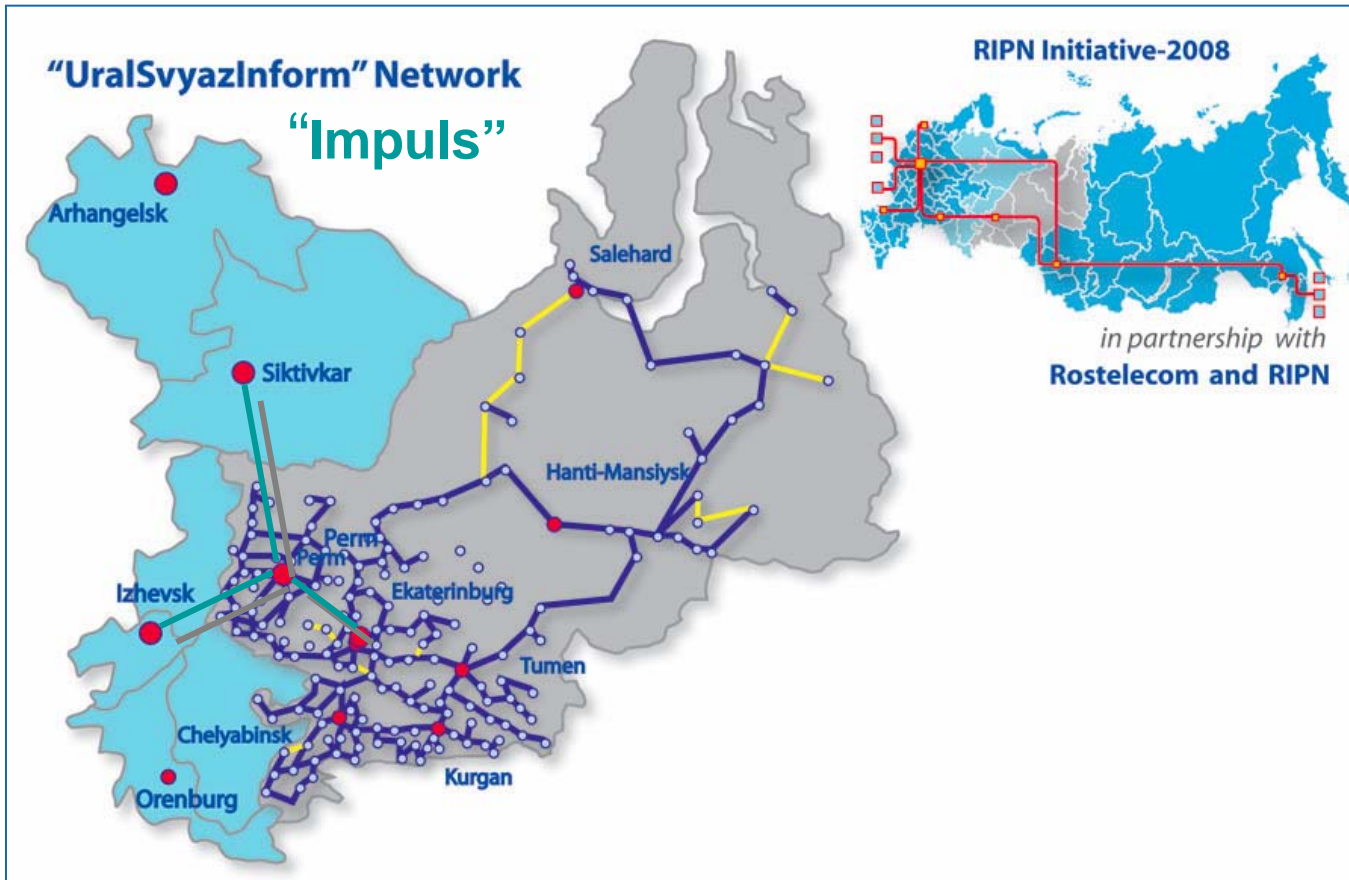 "UralSvyazInform" Network
"Impuls"
RIPN Initiative-2008
in partnership with
Rostelecom and RIPN
Arhangelsk
Salehard
Siktivkar
Hanti-Mansiysk
Perm
Perm
Izhevsk
Ekaterinburg
Tumen
Chelyabinsk
Kurgan
Orenburg